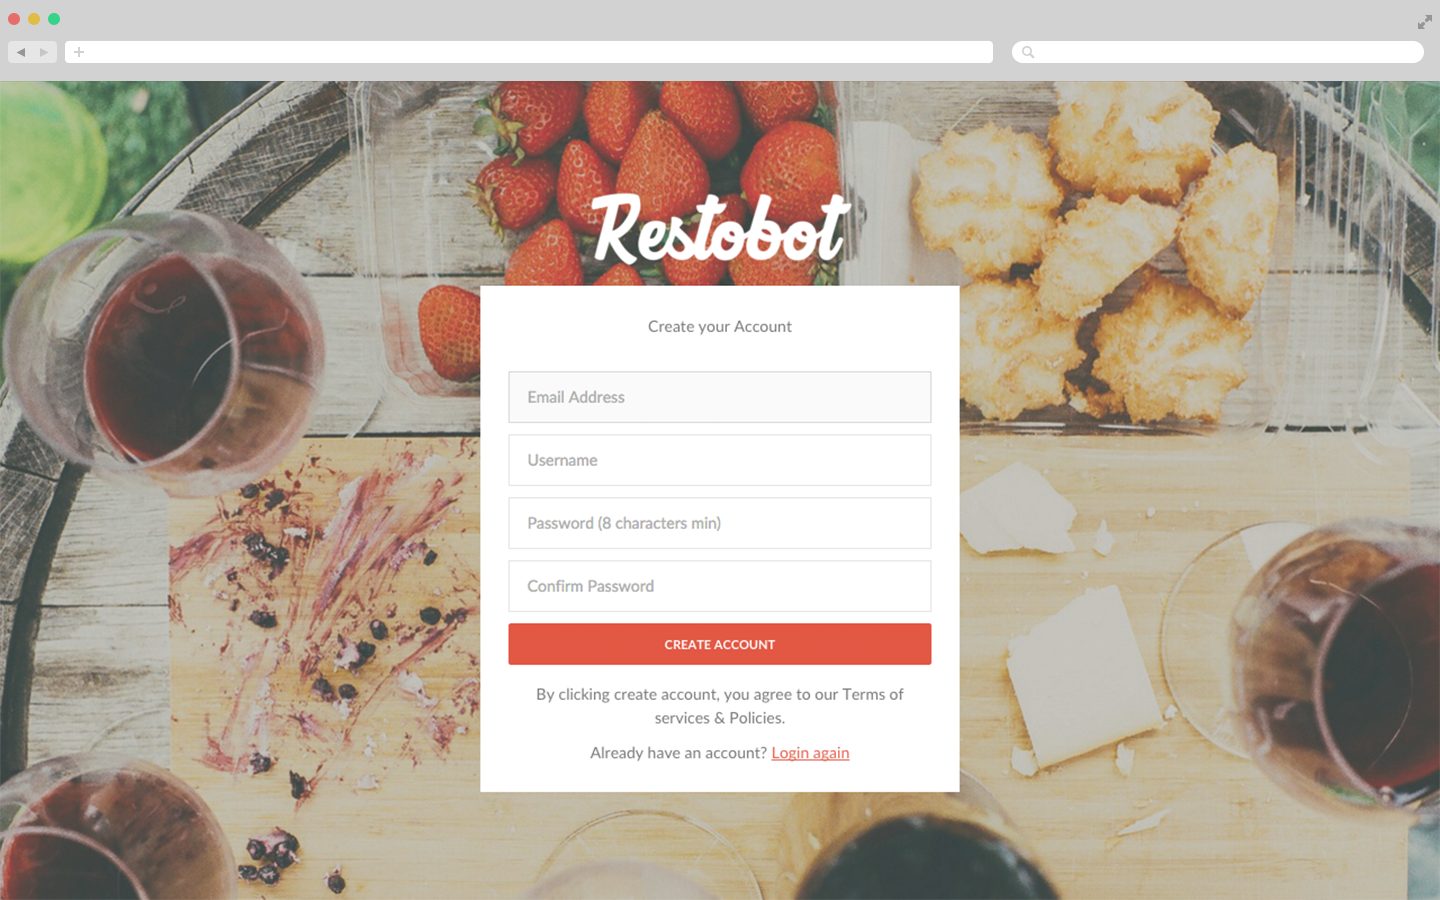 Restobot
Create your Account
Email Address
Username
Password (8 characters min)
Confirm Password
CREATE ACCOUNT
By clicking create account, you agree to our Terms of
services & Policies.
Already have an account? Login again